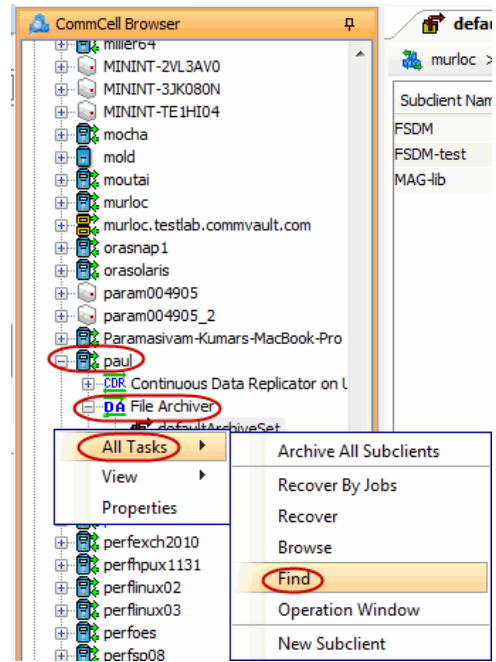 CommCell Browser
miller64
MININT-2VL3AV0
MININT-3JK080N
MININT-TE1HI04
mocha
mold
moutai
murloc
murloc.testlab.commvault.com
orasnap1
orasolaris
param004905
param004905_2
Paramasivam-Kumars-MacBook-Pro
paul
CDR Continuous Data Replicator on U
DA File Archiver
defaultArchiveSet
All Tasks
View
Properties
Archive All Subclients
Recover By Jobs
Recover
Browse
Find
Operation Window
New Subclient
perfexch2010
perfhpux1131
perflinux02
perflinux03
perfoes
perfsp08
defau
murloc >
Subclient Nam
FSDM
FSDM-test
MAG-lib